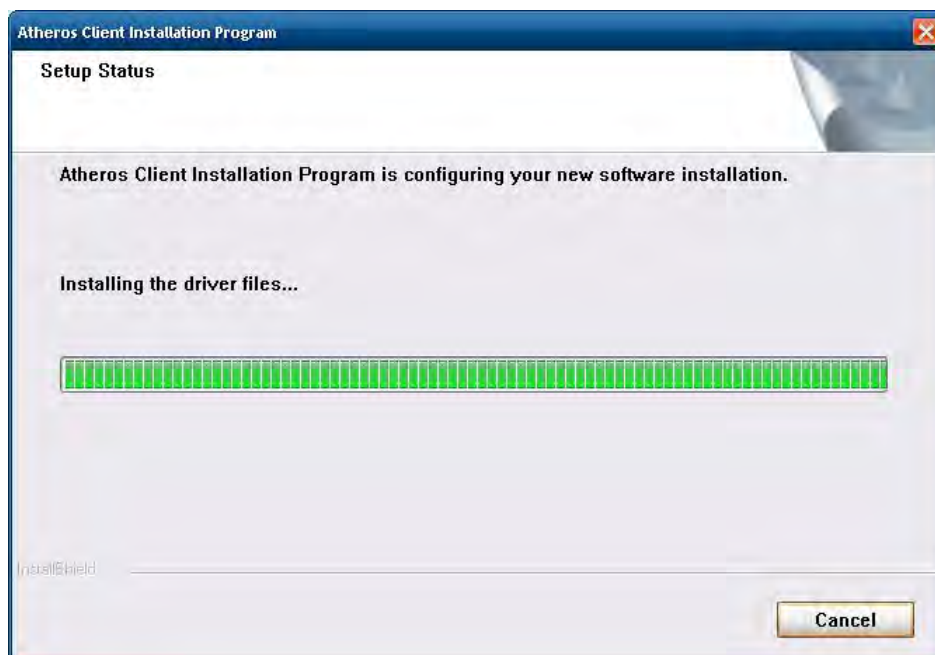 Atheros Client Installation Program
Setup Status
Atheros Client Installation Program is configuring your new software installation.
Installing the driver files...
InstallShield
Cancel